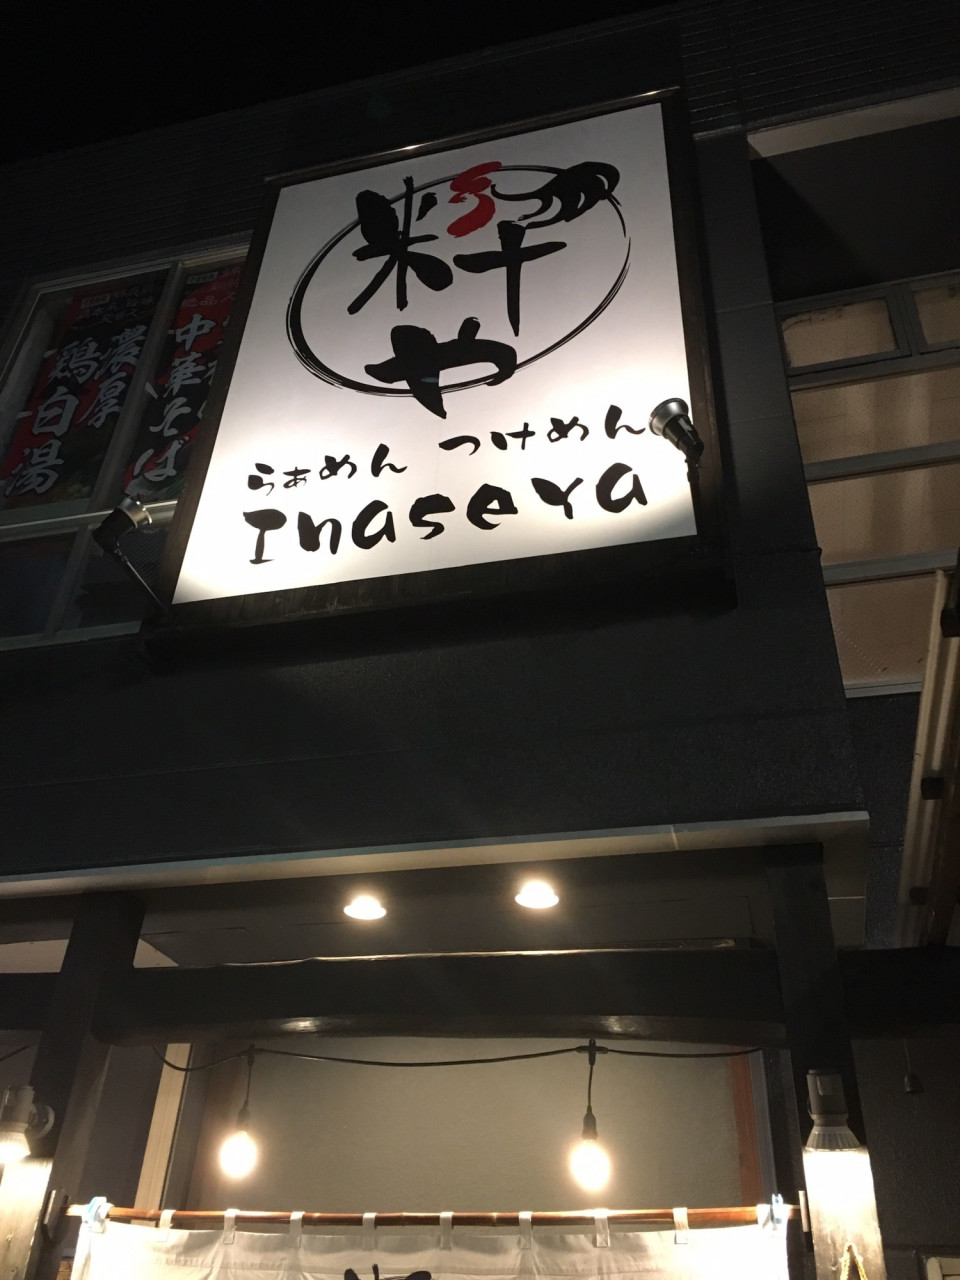 粋や
らぁめん つけめん
Inaseya
濃厚
鶏白湯
中華そば